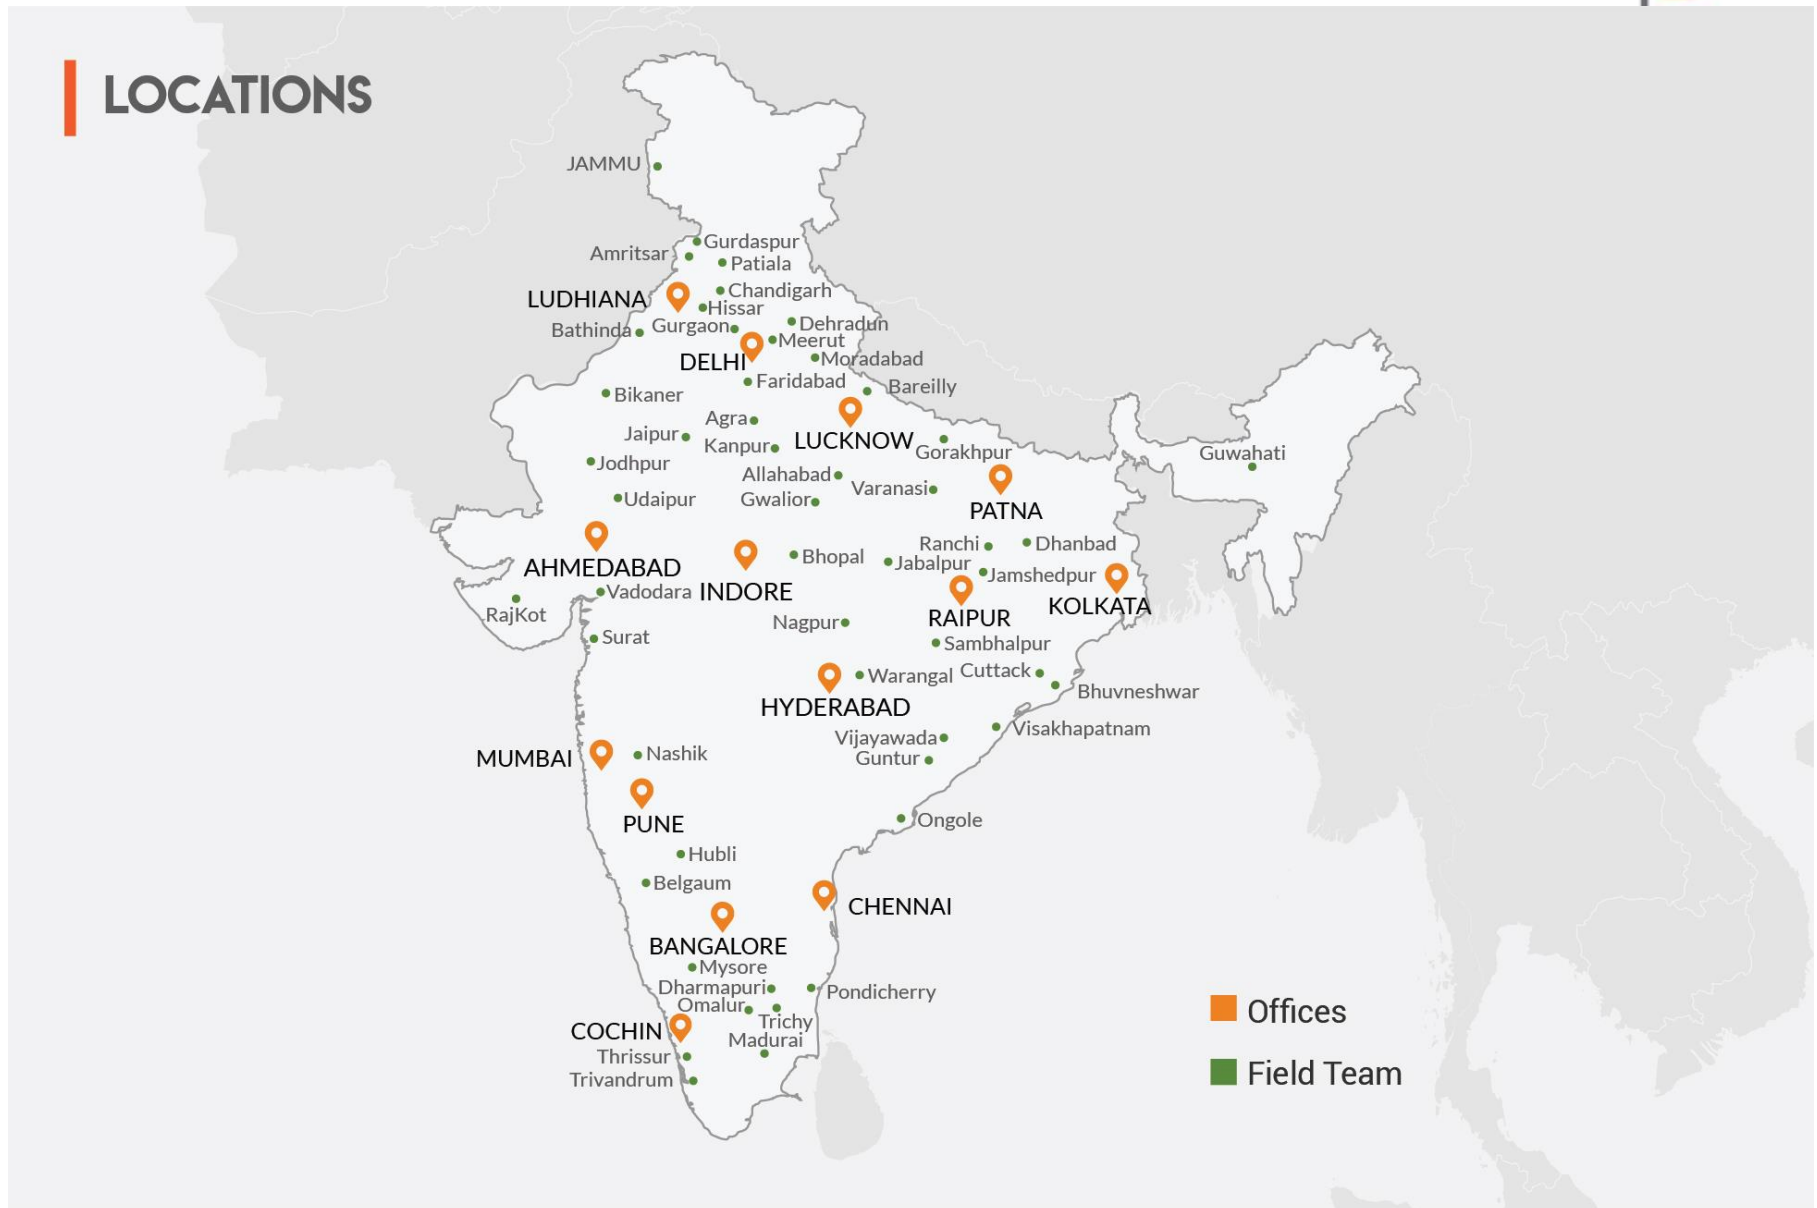 LOCATIONS
JAMMU
Gurdaspur
Amritsar
Patiala
Chandigarh
LUDHIANA
Hissar
Dehradun
Bathinda
Gurgaon
Meerut
DELHI
Moradabad
Faridabad
Bareilly
Bikaner
Agra
Jaipur
Kanpur
LUCKNOW
Gorakhpur
Guwahati
Jodhpur
Allahabad
Varanasi
Udaipur
Gwalior
PATNA
Ranchi
Dhanbad
Bhopal
Jabalpur
AHMEDABAD
Jamshedpur
Vadodara
INDORE
KOLKATA
RajKot
RAIPUR
Nagpur
Surat
Sambhalpur
Warangal
Cuttack
Bhuvneshwar
HYDERABAD
Visakhapatnam
Vijayawada
MUMBAI
Nashik
Guntur
PUNE
Ongole
Hubli
Belgaum
CHENNAI
BANGALORE
Mysore
Dharmapuri
Pondicherry
Omalur
Trichy
COCHIN
Madurai
Thrissur
Trivandrum
Offices
Field Team